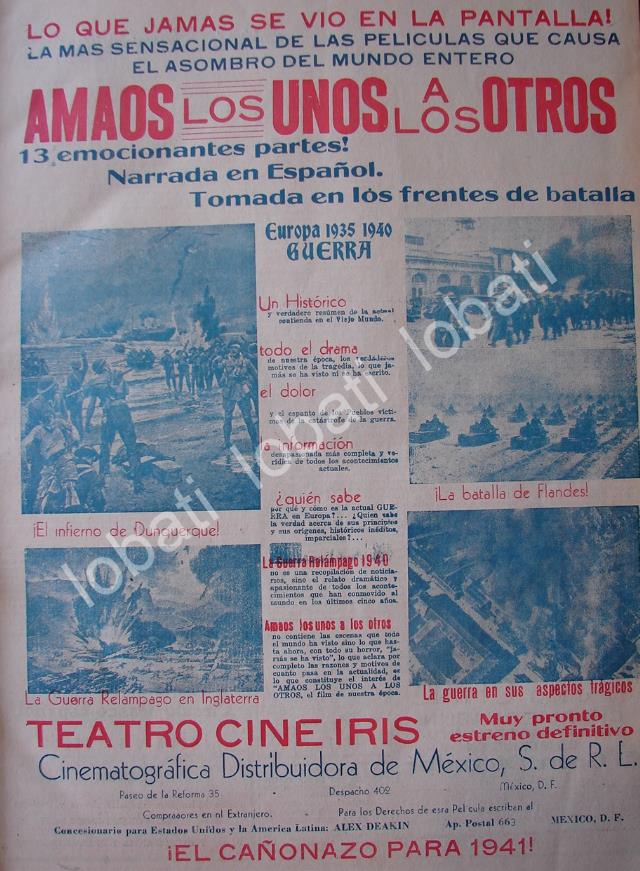 LO QUE JAMAS SE VIO EN LA PANTALLA!
LA MAS SENSACIONAL DE LAS PELICULAS QUE CAUSA
EL ASOMBRO DEL MUNDO ENTERO
AMAOS LOS UNOS A LOS OTROS
13 emocionantes partes!
Narrada en Español.
Tomada en los frentes de batalla
Europa 1935 1940
GUERRA
Un Histórico
y verdadero resúmen de la actual
contienda en el Viejo Mundo.
todo el drama
de nuestra época, los verdaderos
motivos de la tragedia, lo que ja-
más se ha visto ni se ha escrito.
el dolor
y el espanto de los Pueblos vícti-
mas de la catástrofe de la guerra.
la información
desapasionada más completa y ve-
rídica de todos los acontecimientos
actuales.
¿quién sabe
por qué y cómo es la actual GUE-
RRA en Europa?... ¿Quien sabe
la verdad acerca de sus principios
y sus orígenes, históricos inéditos,
imparciales?...
La Guerra Relámpago 1940
no es una recopilación de noticia-
rios, sino el relato dramático y
apasionante de todos los aconte-
cimientos que han conmovido al
mundo en los últimos cinco años.
Amaos los unos a los otros
no contiene las escenas que todo
el mundo ha visto sino lo que has-
ta ahora, con todo su horror, "ja-
más se ha visto", lo que aclara por
completo las razones y motivos de
cuanto pasa en la actualidad, es
lo que constituye el interés de
"AMAOS LOS UNOS A LOS
OTROS, el film de nuestra época.
¡El infierno de Dunquerque!
¡La batalla de Flandes!
La Guerra Relámpago en Inglaterra
La guerra en sus aspectos trágicos
TEATRO CINE IRIS
Muy pronto
estreno definitivo
Cinematográfica Distribuidora de México, S. de R. L.
Paseo de la Reforma 35. Despacho 402 México, D. F.
Compradores en nl Extranjero. Para los Derechos de esra Película escriban al
Concesionario para Estados Unidos y la America Latina: ALEX DEAKIN Ap. Postal 663 MEXICO, D. F.
¡EL CAÑONAZO PARA 1941!
lobati lobati lobati lobati